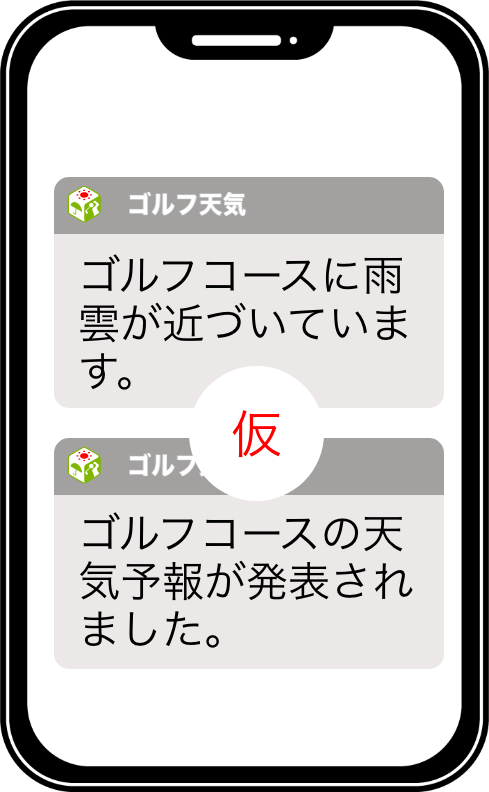 ゴルフ天気
ゴルフコースに雨
雲が近づいていま
す。
仮
ゴルフ
ゴルフコースの天
気予報が発表され
ました。